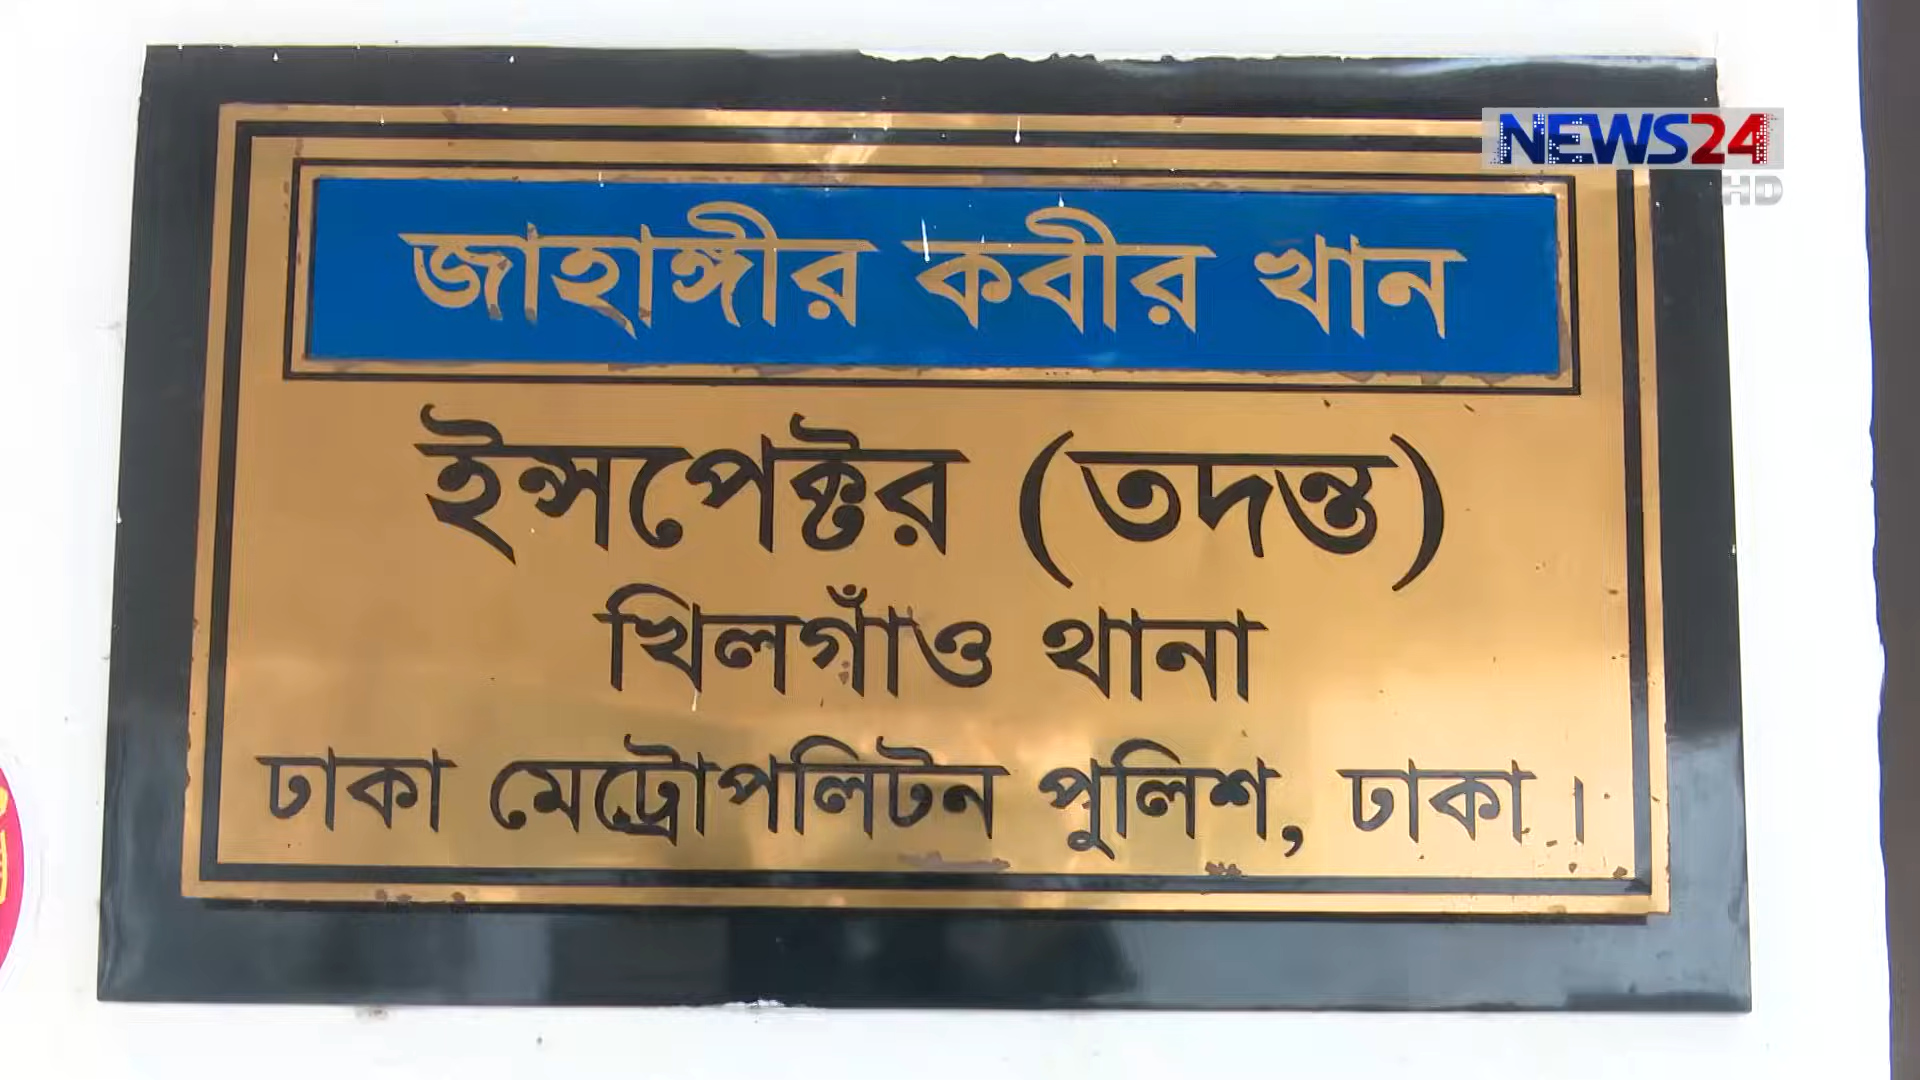 NEWS24
HD
জাহাঙ্গীর কবীর খান
ইন্সপেক্টর (তদন্ত)
খিলগাঁও থানা
ঢাকা মেট্রোপলিটন পুলিশ, ঢাকা।